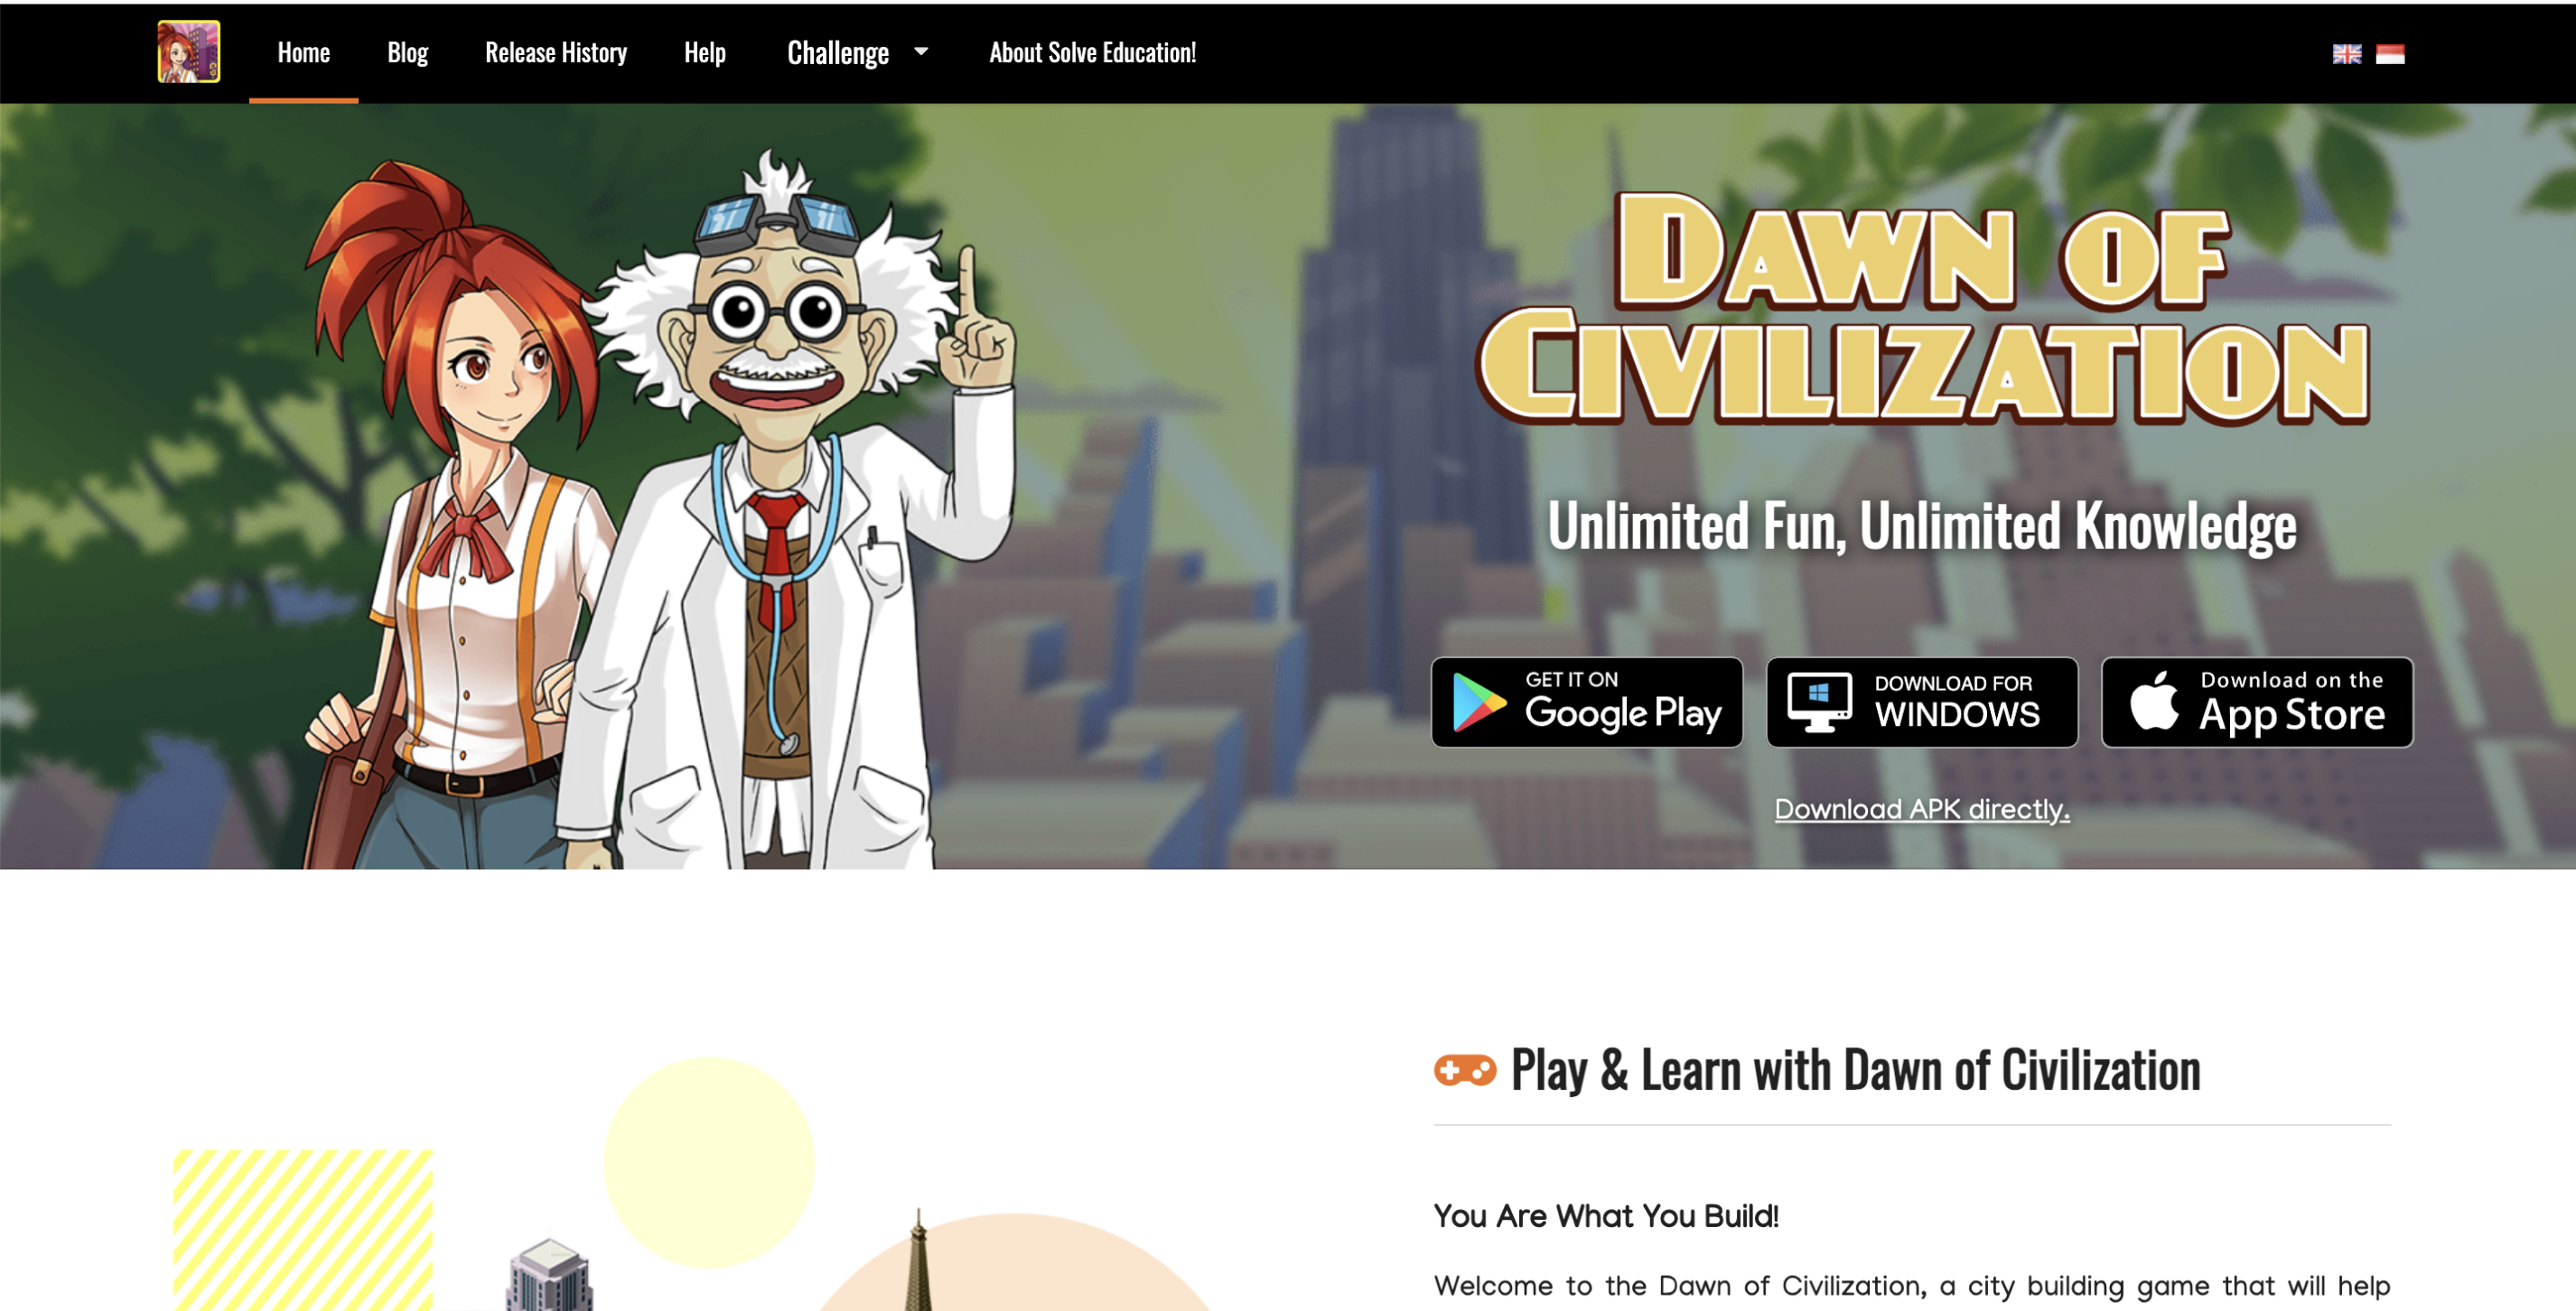 Home
Blog
Release History
Help
Challenge
About Solve Education!
DAWN OF
CIVILIZATION
Unlimited Fun, Unlimited Knowledge
GET IT ON
Google Play
DOWNLOAD FOR
WINDOWS
Download on the
App Store
Download APK directly.
Play & Learn with Dawn of Civilization
You Are What You Build!
Welcome to the Dawn of Civilization, a city building game that will help